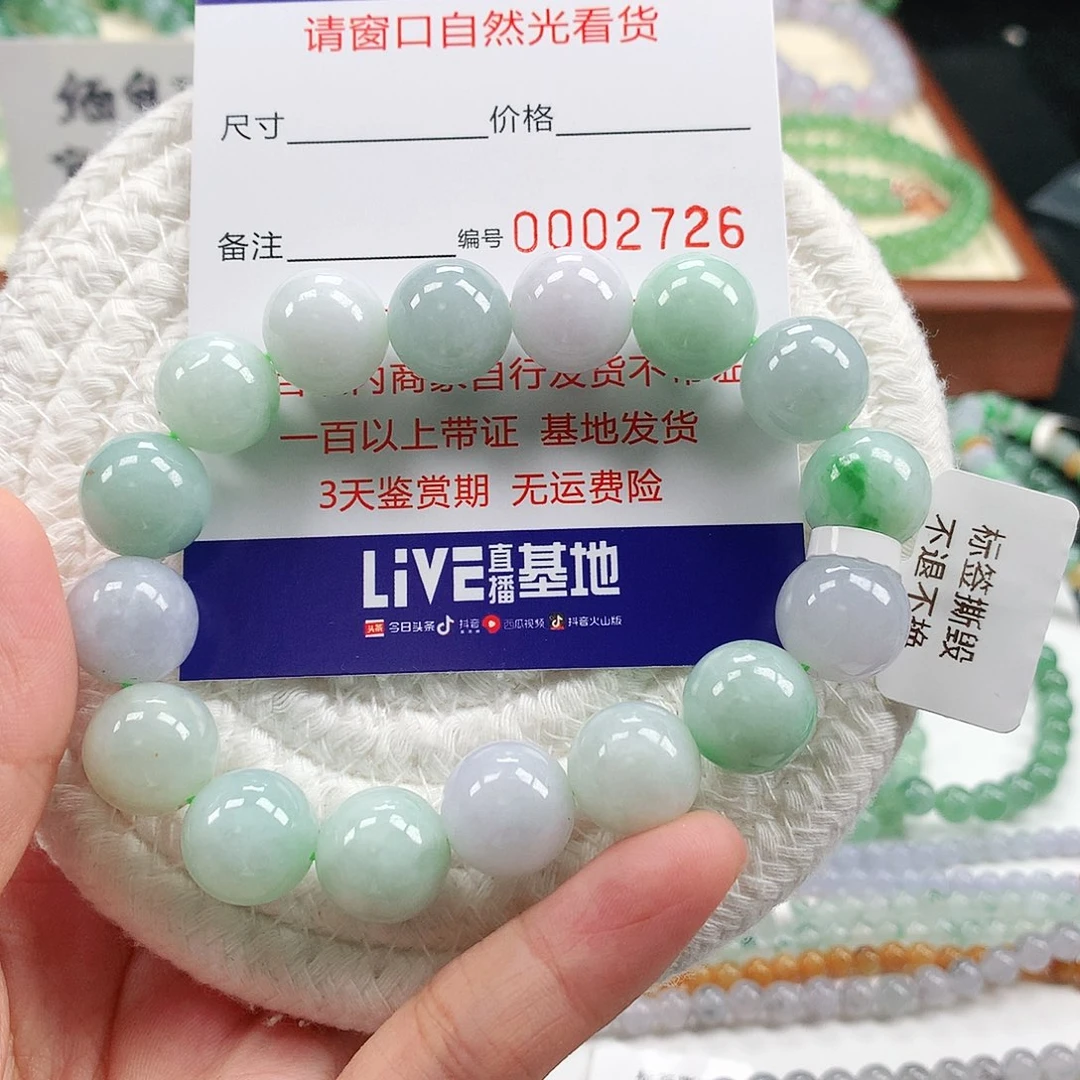 请窗口自然光看货
尺寸 价格
备注 编号 0002726
一百以上带证 基地发货
3天鉴赏期 无运费险
LiVE直播基地
头条 今日头条 抖音 西瓜视频 抖音火山版
标签撕毁
不退不换